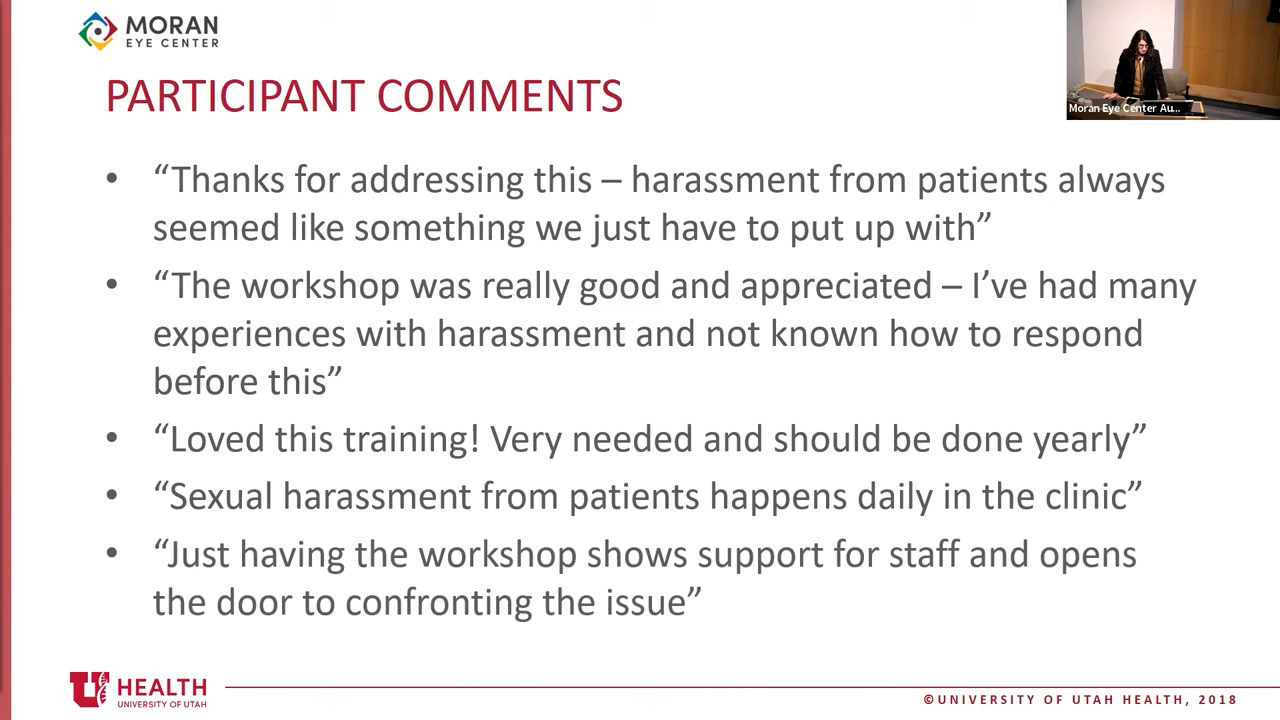 MORAN
EYE CENTER
Moran Eye Center Au...
PARTICIPANT COMMENTS
• “Thanks for addressing this – harassment from patients always
seemed like something we just have to put up with”
• “The workshop was really good and appreciated – I’ve had many
experiences with harassment and not known how to respond
before this”
• “Loved this training! Very needed and should be done yearly”
• “Sexual harassment from patients happens daily in the clinic”
• “Just having the workshop shows support for staff and opens
the door to confronting the issue”
U HEALTH
UNIVERSITY OF UTAH
©UNIVERSITY OF UTAH HEALTH, 2018